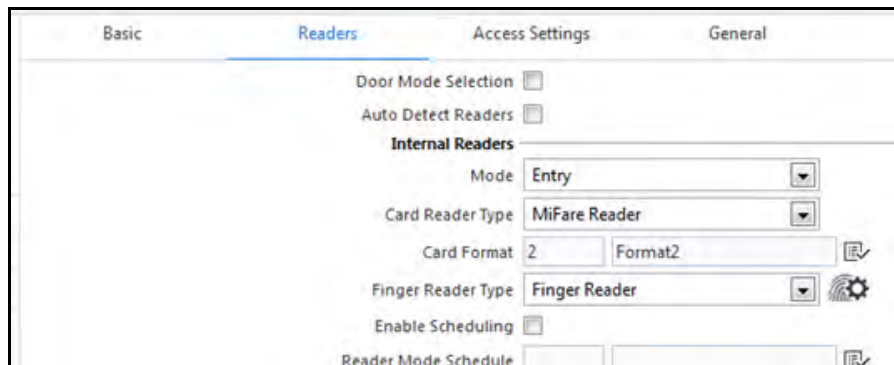 Basic Readers Access Settings General
Door Mode Selection
Auto Detect Readers
Internal Readers
Mode Entry
Card Reader Type MiFare Reader
Card Format 2 Format2
Finger Reader Type Finger Reader
Enable Scheduling
Reader Mode Schedule